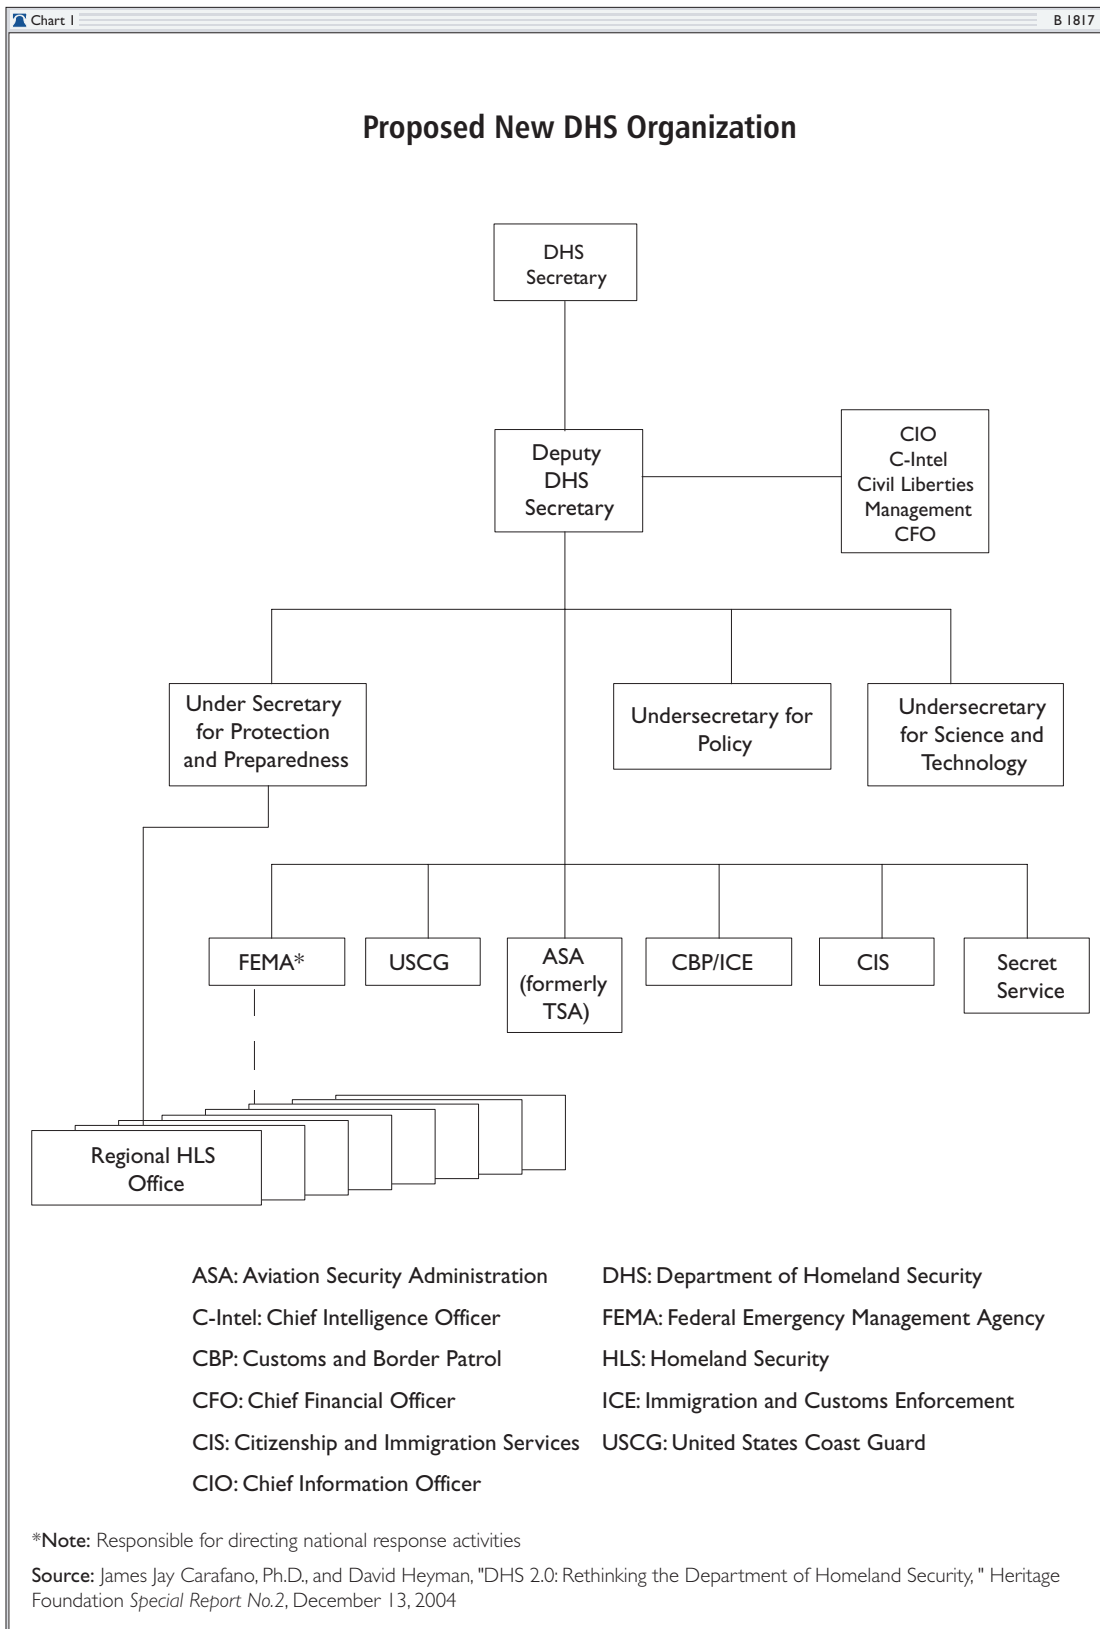 Chart 1
B 1817
Proposed New DHS Organization
DHS
Secretary
Deputy
DHS
Secretary
CIO
C-Intel
Civil Liberties
Management
CFO
Under Secretary
for Protection
and Preparedness
Undersecretary for
Policy
Undersecretary
for Science and
Technology
FEMA*
USCG
ASA
(formerly
TSA)
CBP/ICE
CIS
Secret
Service
Regional HLS
Office
ASA: Aviation Security Administration
C-Intel: Chief Intelligence Officer
CBP: Customs and Border Patrol
CFO: Chief Financial Officer
CIS: Citizenship and Immigration Services
CIO: Chief Information Officer
DHS: Department of Homeland Security
FEMA: Federal Emergency Management Agency
HLS: Homeland Security
ICE: Immigration and Customs Enforcement
USCG: United States Coast Guard
*Note: Responsible for directing national response activities
Source: James Jay Carafano, Ph.D., and David Heyman, "DHS 2.0: Rethinking the Department of Homeland Security, " Heritage
Foundation Special Report No.2, December 13, 2004